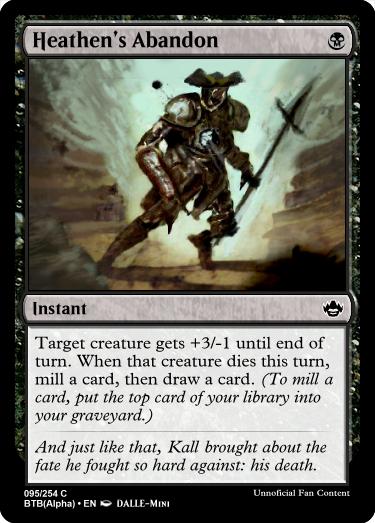 Heathen's Abandon
Instant
Target creature gets +3/-1 until end of
turn. When that creature dies this turn,
mill a card, then draw a card. (To mill a
card, put the top card of your library into
your graveyard.)
And just like that, Kall brought about the
fate he fought so hard against: his death.
095/254 C
Unofficial Fan Content
BTB(Alpha) • EN DALLE-Mini